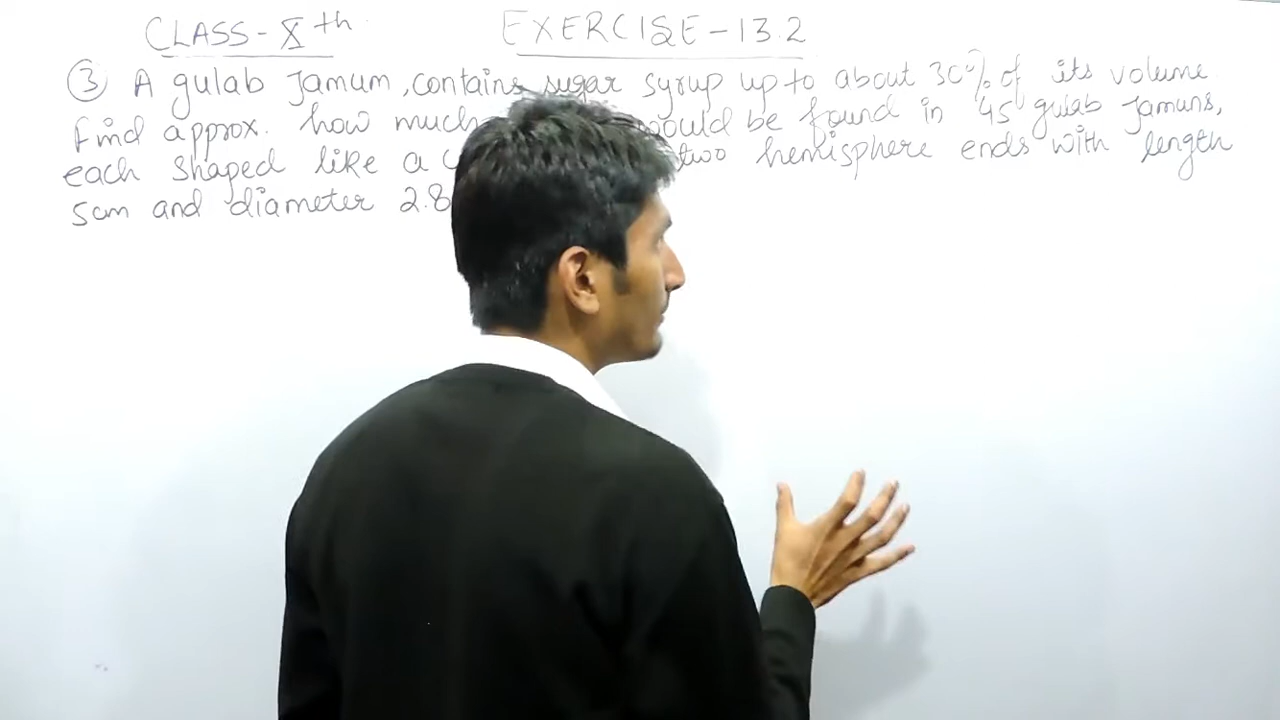 CLASS-Xth EXERCISE-13.2
③ A gulab Jamum, contains sugar syrup up to about 30% of its volume.
Find approx. how much would be found in 45 gulab Jamuns,
each shaped like a two hemisphere ends with length
5cm and diameter 2.8